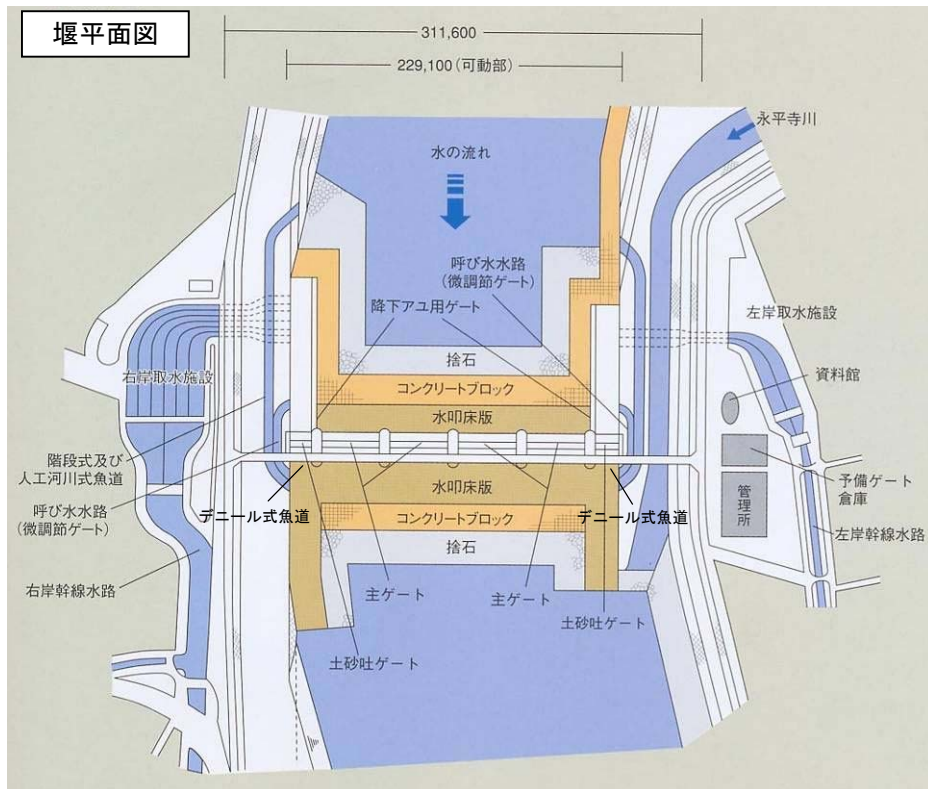 堰平面図
311,600
229,100(可動部)
永平寺川
水の流れ
呼び水水路
(微調節ゲート)
降下アユ用ゲート
左岸取水施設
捨石
右岸取水施設
資料館
コンクリートブロック
水叩床版
階段式及び
人工河川式魚道
水叩床版
予備ゲート
倉庫
管理所
デニール式魚道
デニール式魚道
呼び水水路
(微調節ゲート)
コンクリートブロック
左岸幹線水路
捨石
右岸幹線水路
主ゲート
主ゲート
土砂吐ゲート
土砂吐ゲート